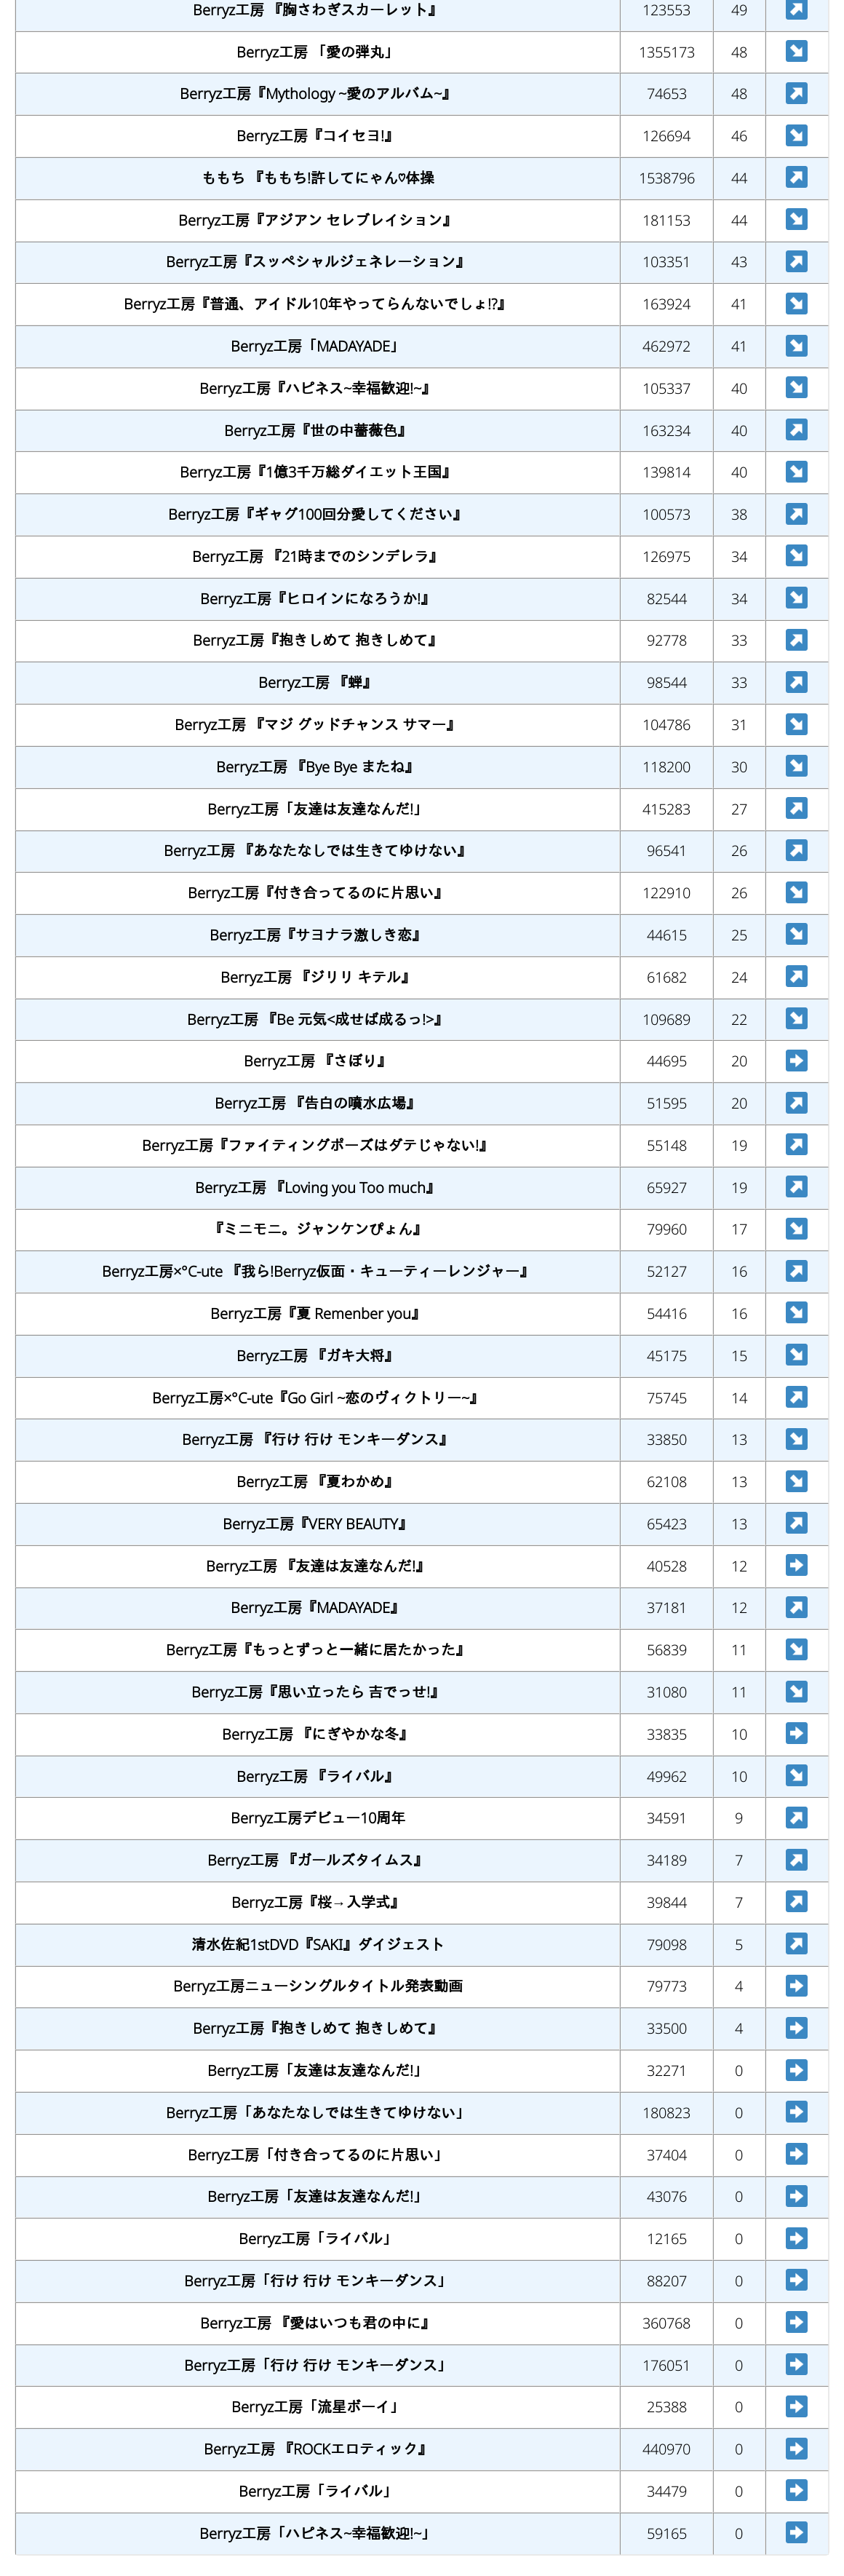 Berryz工房 『胸さわぎスカーレット』 123553 49 ↗
Berryz工房 「愛の弾丸」 1355173 48 ↘
Berryz工房『Mythology ~愛のアルバム~』 74653 48 ↗
Berryz工房『コイセヨ!』 126694 46 ↘
ももち 『ももち!許してにゃん♡体操 1538796 44 ↗
Berryz工房『アジアン セレブレイション』 181153 44 ↘
Berryz工房『スッペシャルジェネレ～ション』 103351 43 ↗
Berryz工房『普通、アイドル10年やってらんないでしょ!?』 163924 41 ↘
Berryz工房「MADAYADE」 462972 41 ↘
Berryz工房『ハピネス~幸福歓迎!~』 105337 40 ↘
Berryz工房『世の中薔薇色』 163234 40 ↗
Berryz工房『1億3千万総ダイエット王国』 139814 40 ↘
Berryz工房『ギャグ100回分愛してください』 100573 38 ↗
Berryz工房 『21時までのシンデレラ』 126975 34 ↘
Berryz工房『ヒロインになろうか!』 82544 34 ↘
Berryz工房『抱きしめて 抱きしめて』 92778 33 ↗
Berryz工房 『蝉』 98544 33 ↗
Berryz工房 『マジ グッドチャンス サマー』 104786 31 ↘
Berryz工房 『Bye Bye またね』 118200 30 ↘
Berryz工房「友達は友達なんだ!」 415283 27 ↗
Berryz工房 『あなたなしでは生きてゆけない』 96541 26 ↗
Berryz工房『付き合ってるのに片思い』 122910 26 ↘
Berryz工房『サヨナラ激しき恋』 44615 25 ↘
Berryz工房 『ジリリ キテル』 61682 24 ↗
Berryz工房 『Be 元気<成せば成るっ!>』 109689 22 ↘
Berryz工房 『さぼり』 44695 20 ➡
Berryz工房 『告白の噴水広場』 51595 20 ↗
Berryz工房『ファイティングポーズはダテじゃない!』 55148 19 ↗
Berryz工房 『Loving you Too much』 65927 19 ↗
『ミニモニ。ジャンケンぴょん』 79960 17 ↘
Berryz工房×°C-ute 『我ら!Berryz仮面・キューティーレンジャー』 52127 16 ↗
Berryz工房『夏 Remenber you』 54416 16 ↘
Berryz工房 『ガキ大将』 45175 15 ↘
Berryz工房×°C-ute『Go Girl ~恋のヴィクトリー~』 75745 14 ↗
Berryz工房 『行け 行け モンキーダンス』 33850 13 ↘
Berryz工房 『夏わかめ』 62108 13 ↘
Berryz工房『VERY BEAUTY』 65423 13 ↗
Berryz工房 『友達は友達なんだ!』 40528 12 ➡
Berryz工房『MADAYADE』 37181 12 ↗
Berryz工房『もっとずっと一緒に居たかった』 56839 11 ↘
Berryz工房『思い立ったら 吉でっせ!』 31080 11 ↘
Berryz工房 『にぎやかな冬』 33835 10 ➡
Berryz工房 『ライバル』 49962 10 ↘
Berryz工房デビュー10周年 34591 9 ↗
Berryz工房 『ガールズタイムス』 34189 7 ↗
Berryz工房『桜→入学式』 39844 7 ↗
清水佐紀1stDVD『SAKI』ダイジェスト 79098 5 ↗
Berryz工房ニューシングルタイトル発表動画 79773 4 ➡
Berryz工房『抱きしめて 抱きしめて』 33500 4 ➡
Berryz工房「友達は友達なんだ!」 32271 0 ➡
Berryz工房「あなたなしでは生きてゆけない」 180823 0 ➡
Berryz工房「付き合ってるのに片思い」 37404 0 ➡
Berryz工房「友達は友達なんだ!」 43076 0 ➡
Berryz工房「ライバル」 12165 0 ➡
Berryz工房「行け 行け モンキーダンス」 88207 0 ➡
Berryz工房 『愛はいつも君の中に』 360768 0 ➡
Berryz工房「行け 行け モンキーダンス」 176051 0 ➡
Berryz工房「流星ボーイ」 25388 0 ➡
Berryz工房 『ROCKエロティック』 440970 0 ➡
Berryz工房「ライバル」 34479 0 ➡
Berryz工房「ハピネス~幸福歓迎!~」 59165 0 ➡